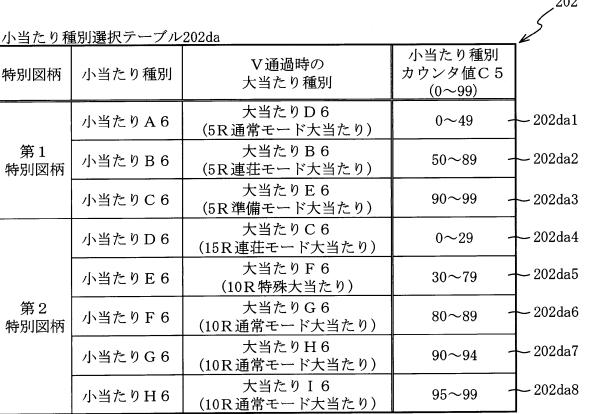 202
小当たり種別選択テーブル202da
特別図柄
小当たり種別
V通過時の
大当たり種別
小当たり種別
カウンタ値C5
(0～99)
第1
特別図柄
小当たりA6
大当たりD6
(5R通常モード大当たり)
0～49
202da1
小当たりB6
大当たりB6
(5R連荘モード大当たり)
50～89
202da2
小当たりC6
大当たりE6
(5R準備モード大当たり)
90～99
202da3
第2
特別図柄
小当たりD6
大当たりC6
(15R連荘モード大当たり)
0～29
202da4
小当たりE6
大当たりF6
(10R特殊大当たり)
30～79
202da5
小当たりF6
大当たりG6
(10R通常モード大当たり)
80～89
202da6
小当たりG6
大当たりH6
(10R通常モード大当たり)
90～94
202da7
小当たりH6
大当たりI6
(10R通常モード大当たり)
95～99
202da8